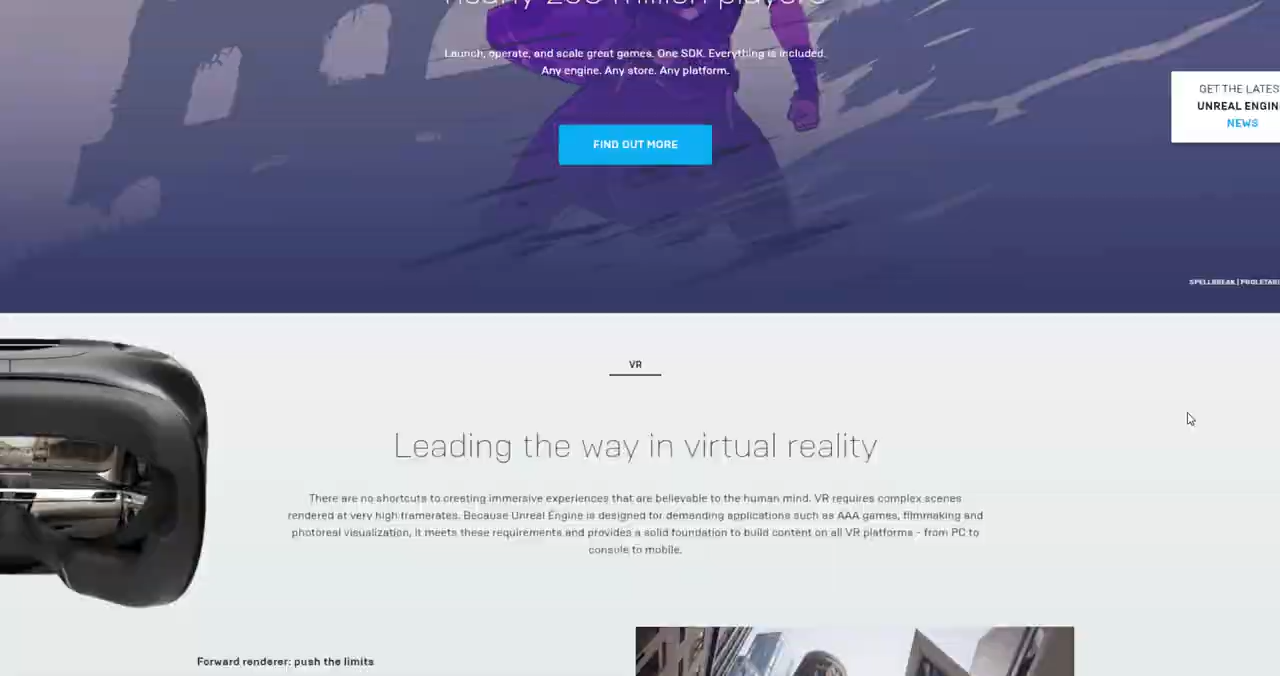 nearly 250 million players
Launch, operate, and scale great games. One SDK. Everything is included.
Any engine. Any store. Any platform.
FIND OUT MORE
GET THE LATES
UNREAL ENGIN
NEWS
SPELLBREAK |
VR
Leading the way in virtual reality
There are no shortcuts to creating immersive experiences that are believable to the human mind. VR requires complex scenes
rendered at very high framerates. Because Unreal Engine is designed for demanding applications such as AAA games, filmmaking and
photoreal visualization, it meets these requirements and provides a solid foundation to build content on all VR platforms - from PC to
console to mobile.
Forward renderer: push the limits